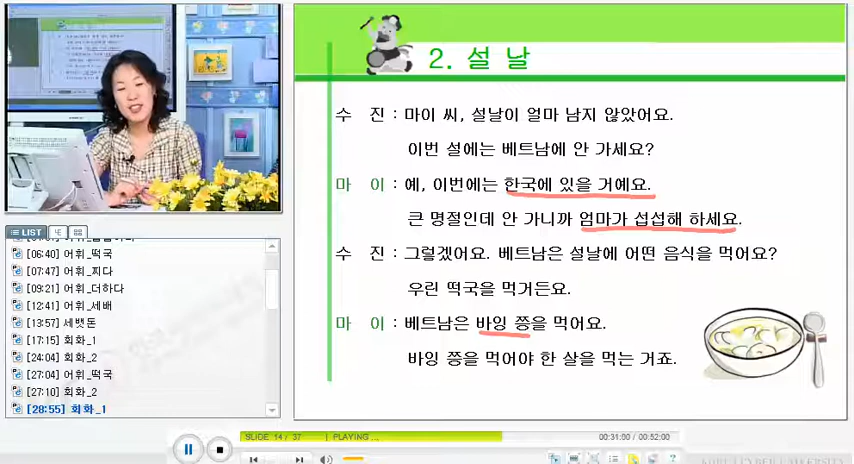 2. 설 날
수 진 : 마이 씨, 설날이 얼마 남지 않았어요.
이번 설에는 베트남에 안 가세요?
마 이 : 예, 이번에는 한국에 있을 거예요.
큰 명절인데 안 가니까 엄마가 섭섭해 하세요.
수 진 : 그렇겠어요. 베트남은 설날에 어떤 음식을 먹어요?
우린 떡국을 먹거든요.
마 이 : 베트남은 바잉 쯩을 먹어요.
바잉 쯩을 먹어야 한 살을 먹는 거죠.
LIST
[06:40] 어휘_떡국
[07:47] 어휘_찌다
[09:21] 어휘_더하다
[12:41] 어휘_세배
[13:57] 세뱃돈
[17:15] 회화_1
[24:04] 회화_2
[27:04] 어휘_떡국
[27:10] 회화_2
[28:55] 회화_1
SLIDE 14 / 37 | PLAYING ...
00:31:00 / 00:52:00